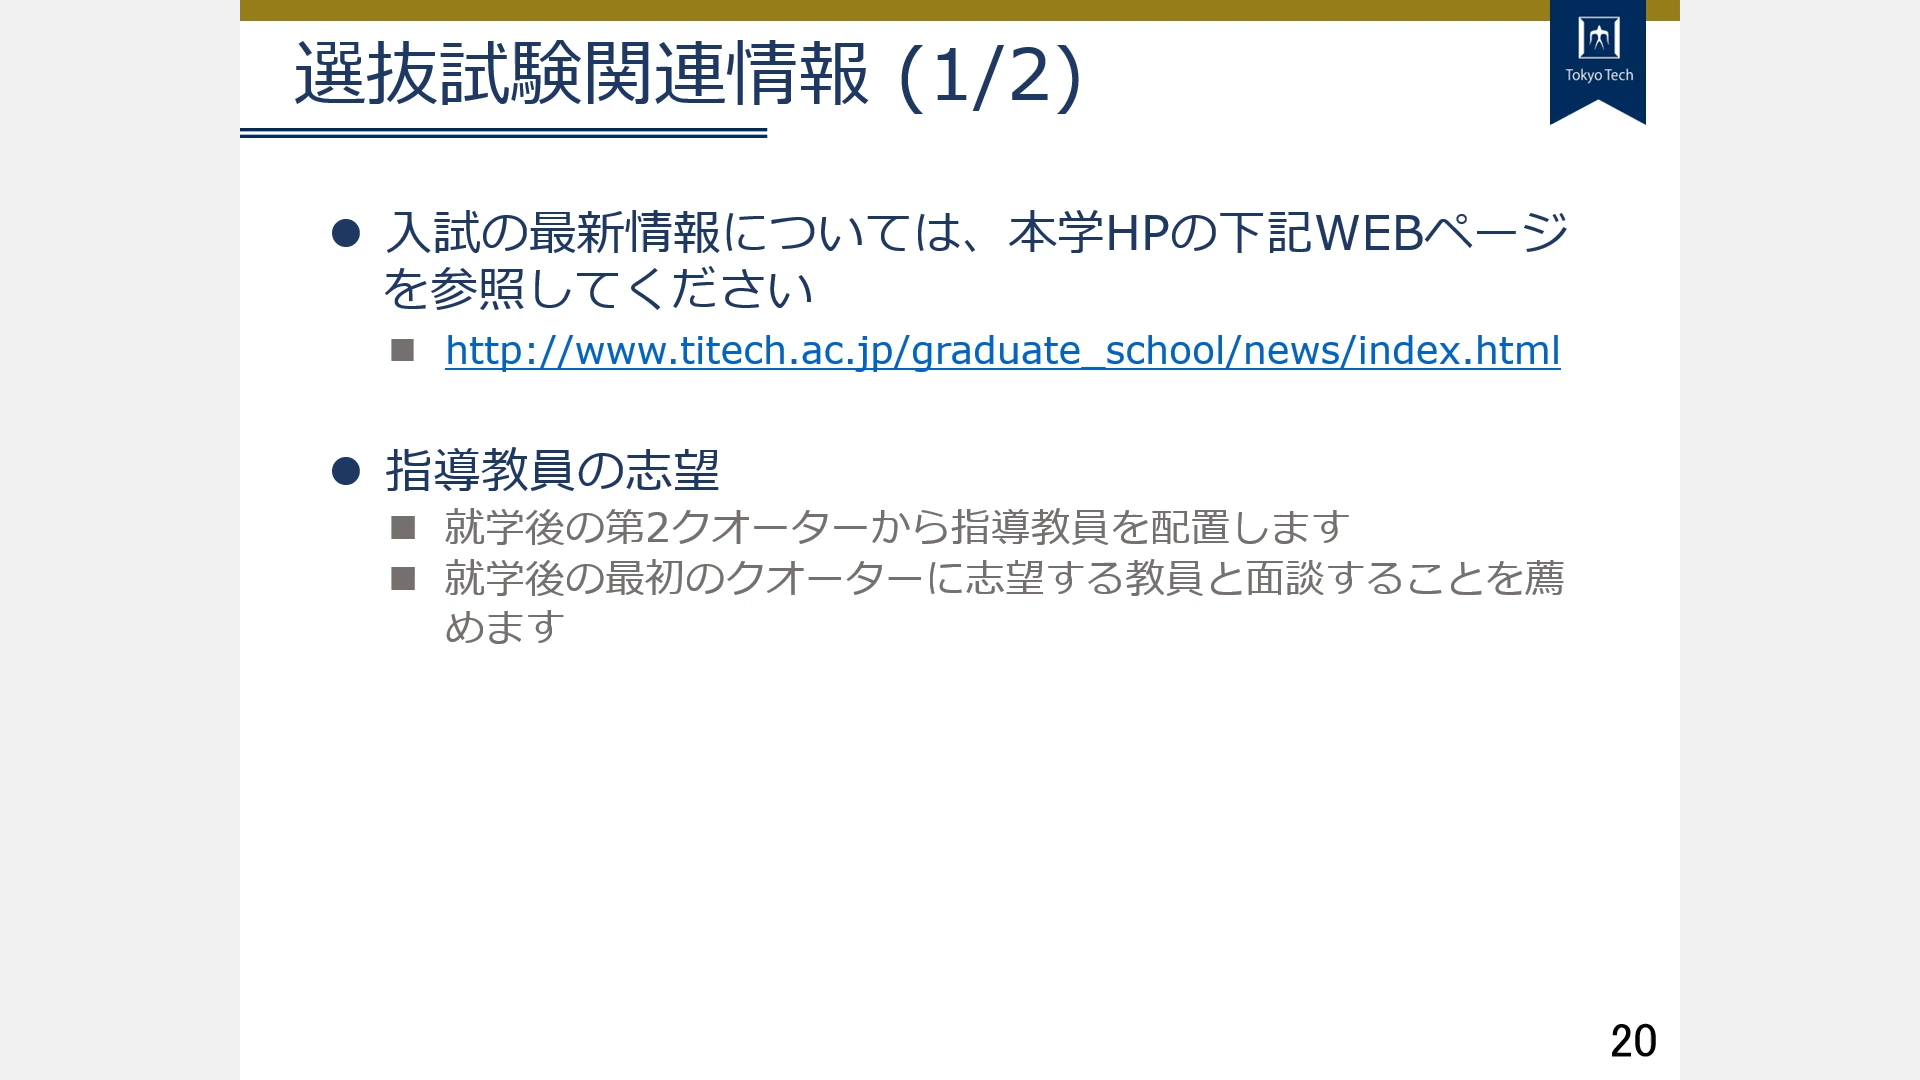 選抜試験関連情報 (1/2)
Tokyo Tech
● 入試の最新情報については、本学HPの下記WEBページ
を参照してください
■ http://www.titech.ac.jp/graduate_school/news/index.html
● 指導教員の志望
■ 就学後の第2クオーターから指導教員を配置します
■ 就学後の最初のクオーターに志望する教員と面談することを薦
めます
20